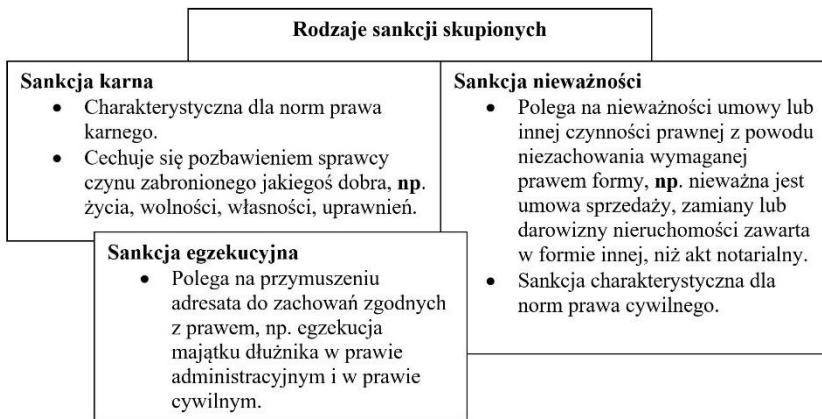 Rodzaje sankcji skupionych
Sankcja karna
• Charakterystyczna dla norm prawa
karnego.
• Cechuje się pozbawieniem sprawcy
czynu zabronionego jakiegoś dobra, np.
życia, wolności, własności, uprawnień.
Sankcja egzekucyjna
• Polega na przymuszeniu
adresata do zachowań zgodnych
z prawem, np. egzekucja
majątku dłużnika w prawie
administracyjnym i w prawie
cywilnym.
Sankcja nieważności
• Polega na nieważności umowy lub
innej czynności prawnej z powodu
niezachowania wymaganej
prawem formy, np. nieważna jest
umowa sprzedaży, zamiany lub
darowizny nieruchomości zawarta
w formie innej, niż akt notarialny.
• Sankcja charakterystyczna dla
norm prawa cywilnego.